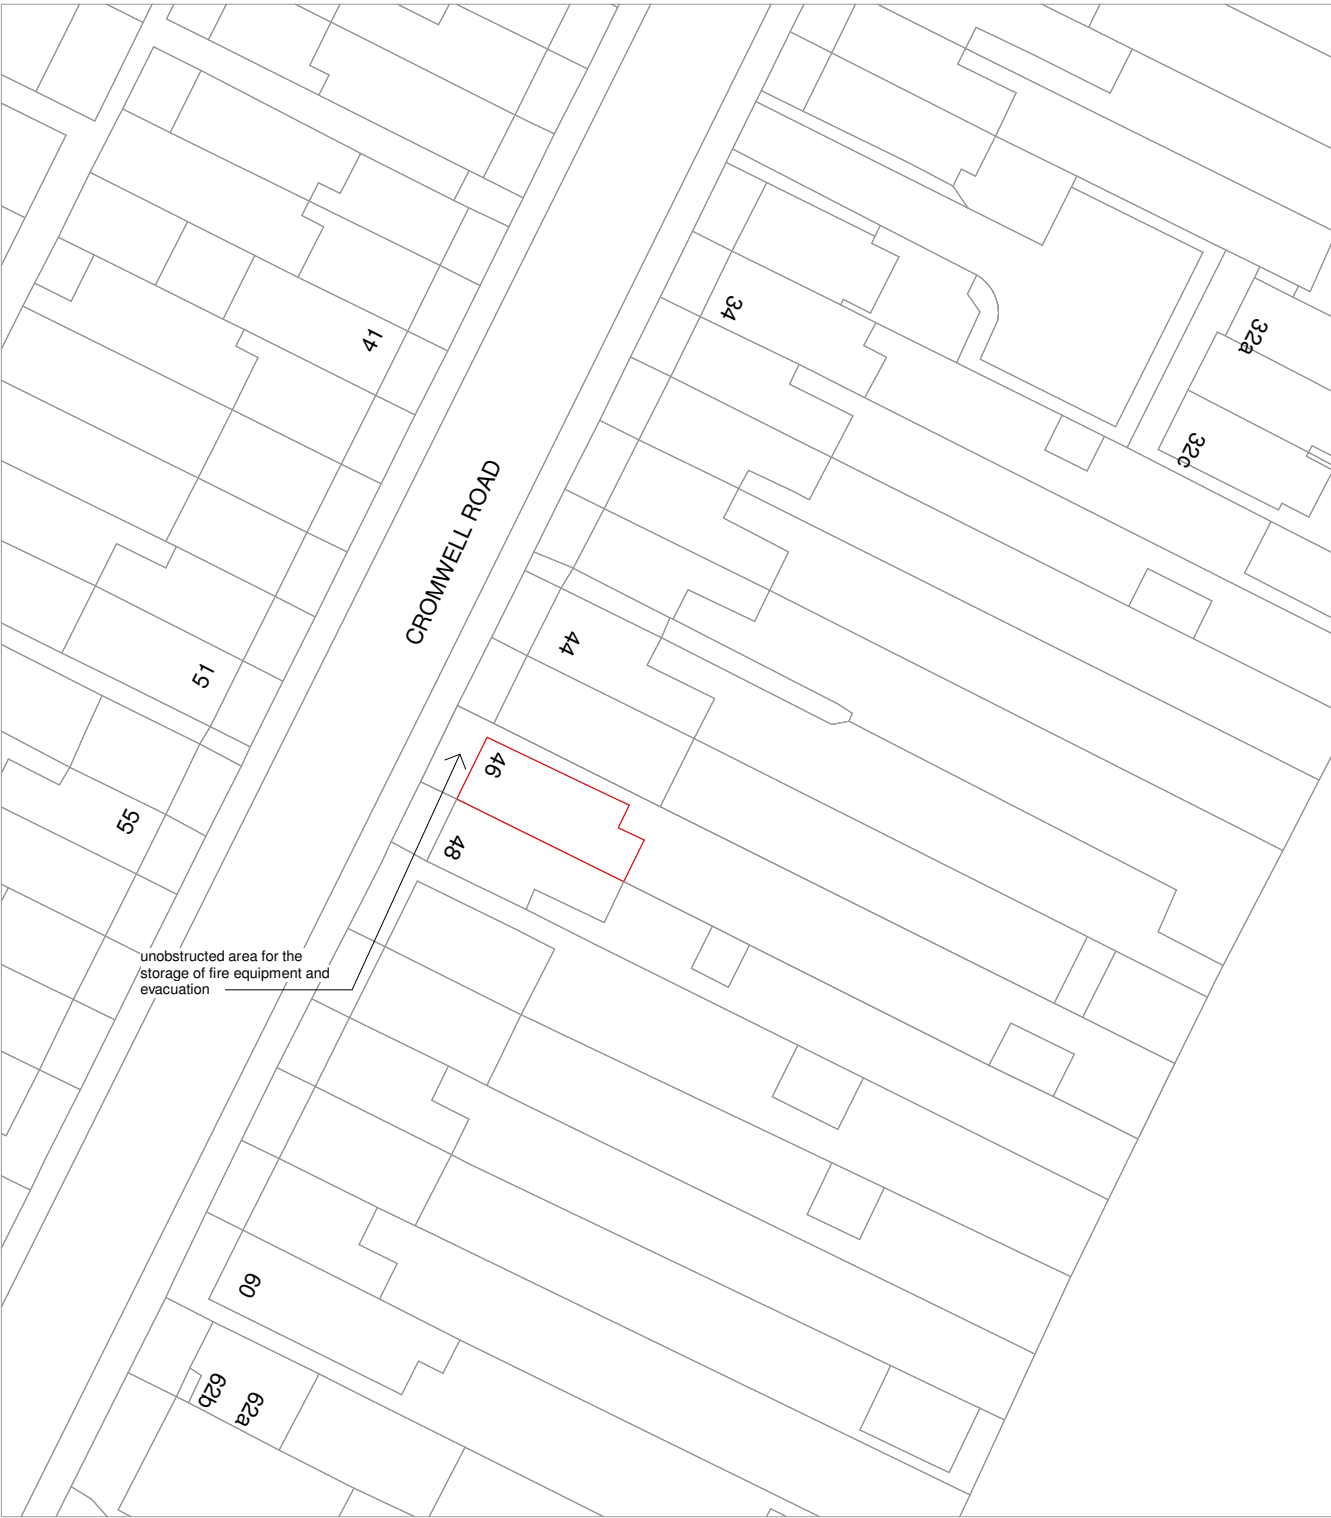 34
32a
41
32c
CROMWELL ROAD
44
51
46
55
48
unobstructed area for the
storage of fire equipment and
evacuation
60
62b
62a